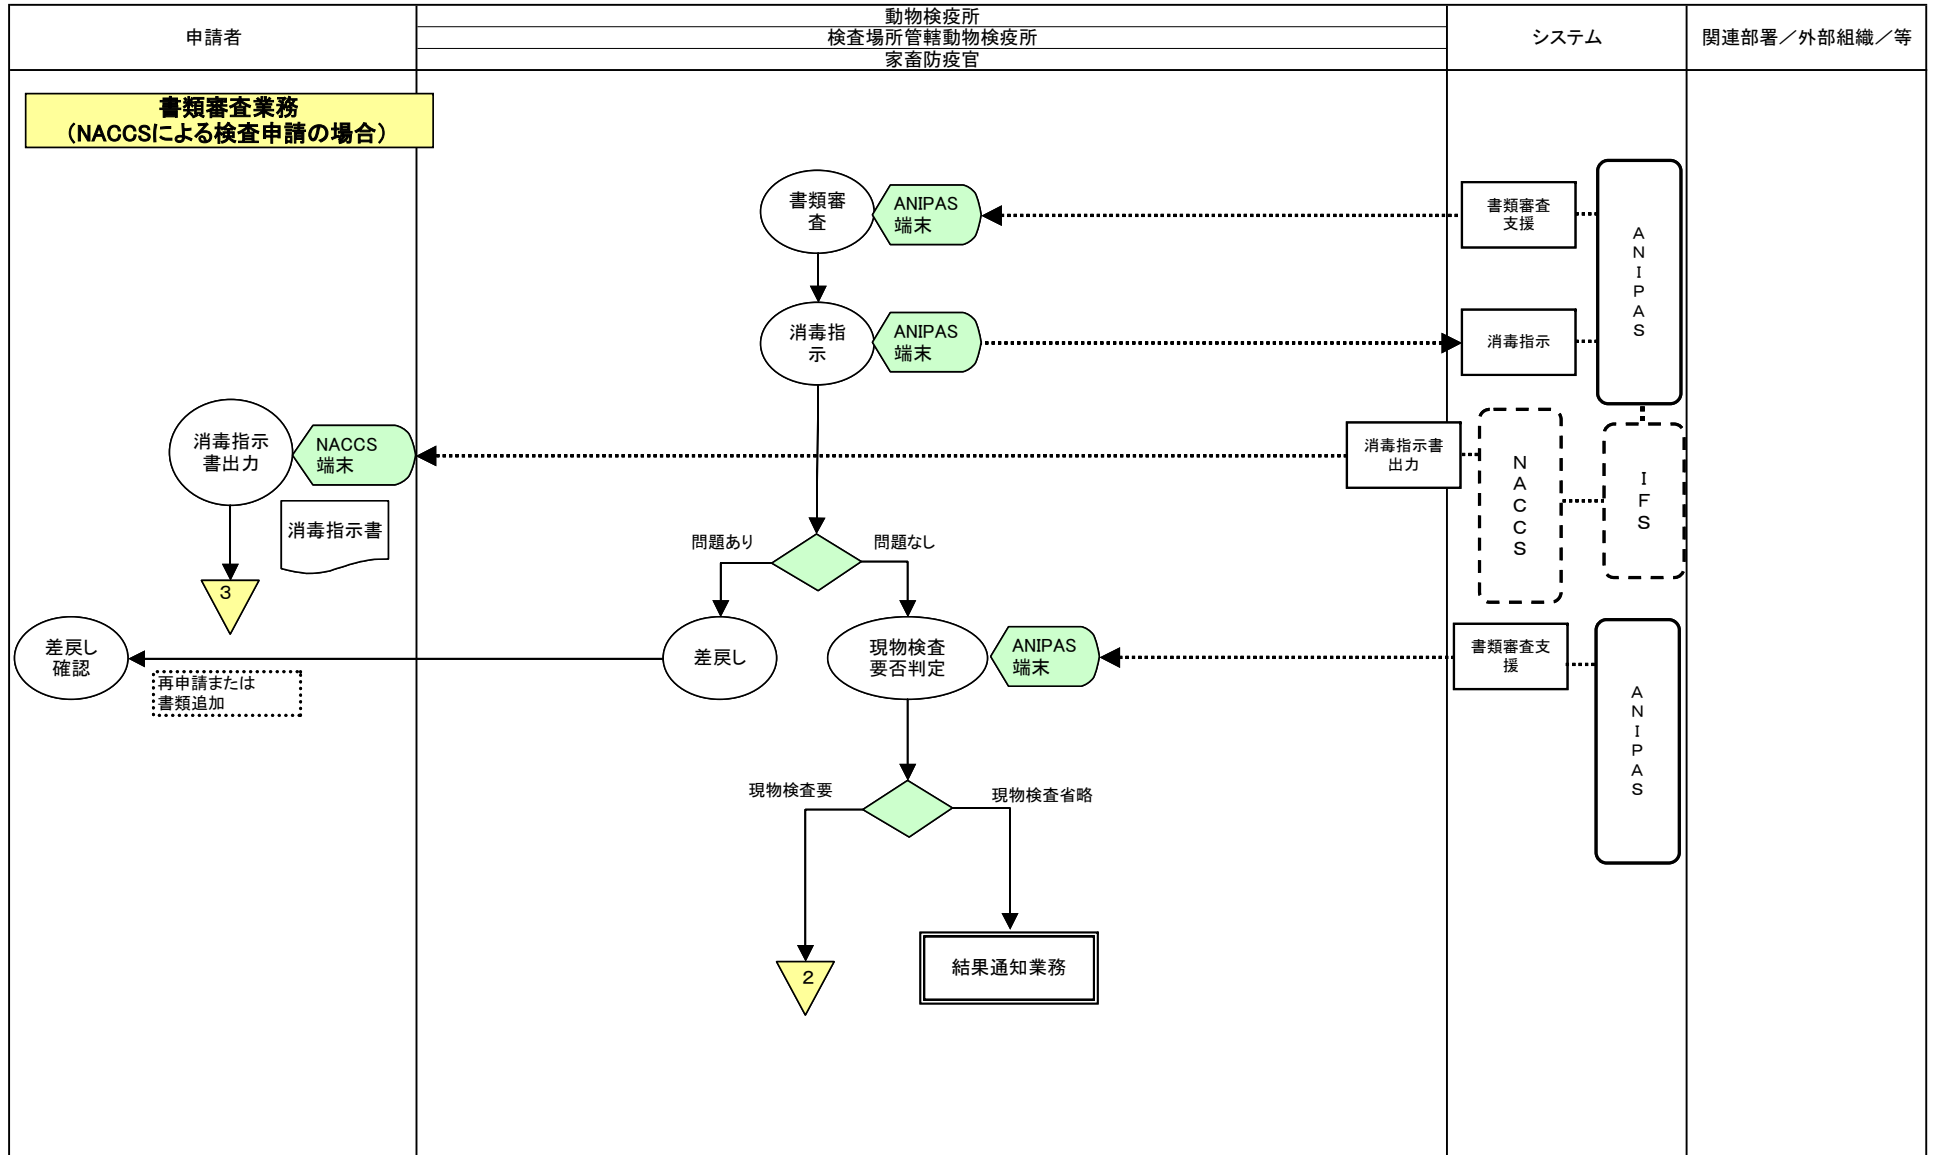 申請者
動物検疫所
検査場所管轄動物検疫所
家畜防疫官
システム
関連部署／外部組織／等
書類審査業務
（NACCSによる検査申請の場合）
書類審
査
ANIPAS
端末
書類審査
支援
ANIPAS
消毒指
示
ANIPAS
端末
消毒指示
消毒指示
書出力
NACCS
端末
消毒指示書
出力
NACCS
IFS
消毒指示書
3
問題あり
問題なし
差戻し
確認
再申請または
書類追加
差戻し
現物検査
要否判定
ANIPAS
端末
書類審査支
援
ANIPAS
現物検査要
現物検査省略
2
結果通知業務